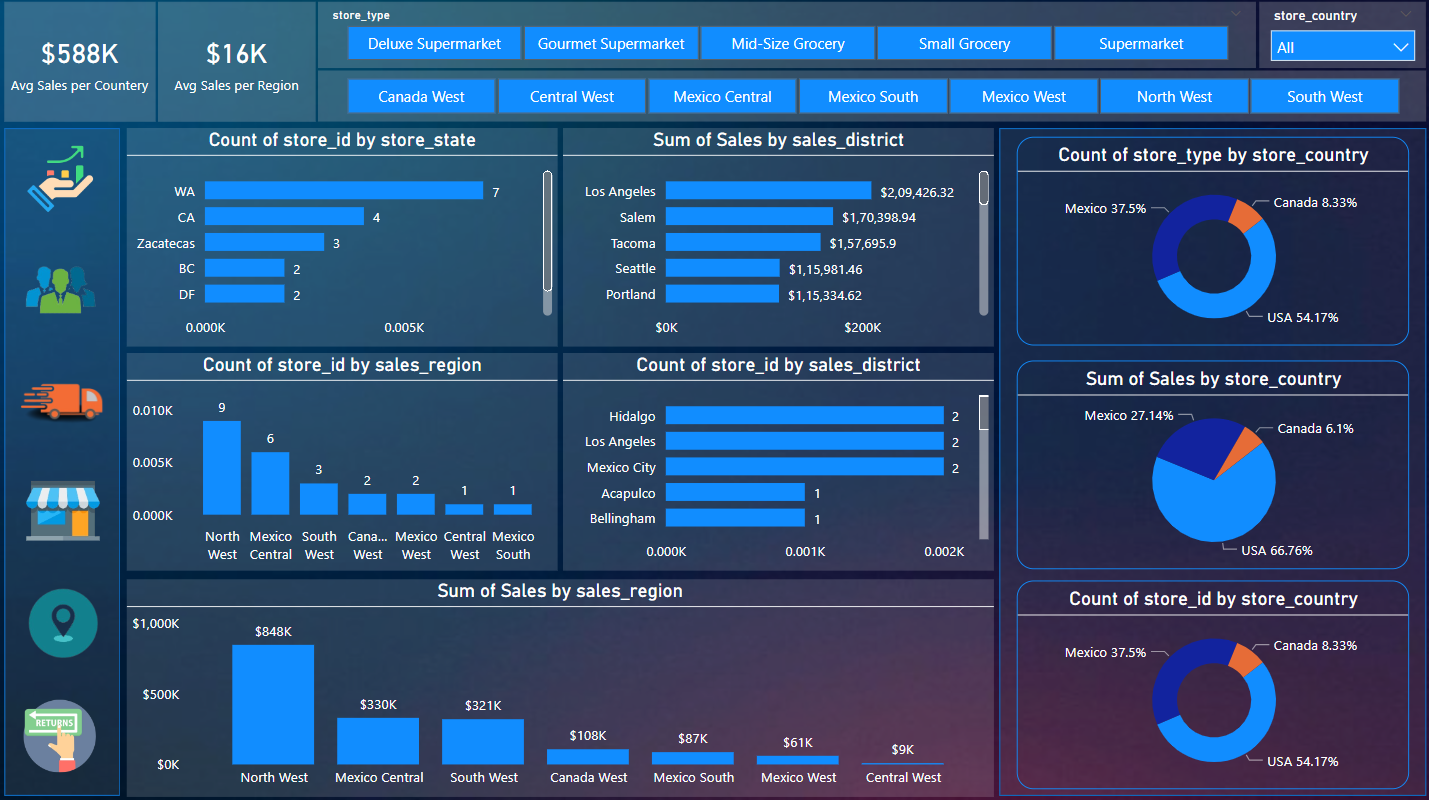 $588K
Avg Sales per Countery
$16K
Avg Sales per Region
store_type
Deluxe Supermarket
Gourmet Supermarket
Mid-Size Grocery
Small Grocery
Supermarket
store_country
All
Canada West
Central West
Mexico Central
Mexico South
Mexico West
North West
South West
RETURNS
Count of store_id by store_state
WA 7
CA 4
Zacatecas 3
BC 2
DF 2
0.000K 0.005K
Sum of Sales by sales_district
Los Angeles $2,09,426.32
Salem $1,70,398.94
Tacoma $1,57,695.9
Seattle $1,15,981.46
Portland $1,15,334.62
$0K $200K
Count of store_type by store_country
Mexico 37.5%
Canada 8.33%
USA 54.17%
Count of store_id by sales_region
0.010K
0.005K
0.000K
9
6
3
2
2
1
1
North West
Mexico Central
South West
Cana... West
Mexico West
Central West
Mexico South
Count of store_id by sales_district
Hidalgo 2
Los Angeles 2
Mexico City 2
Acapulco 1
Bellingham 1
0.000K 0.001K 0.002K
Sum of Sales by store_country
Mexico 27.14%
Canada 6.1%
USA 66.76%
Sum of Sales by sales_region
$1,000K
$500K
$0K
$848K
$330K
$321K
$108K
$87K
$61K
$9K
North West
Mexico Central
South West
Canada West
Mexico South
Mexico West
Central West
Count of store_id by store_country
Mexico 37.5%
Canada 8.33%
USA 54.17%